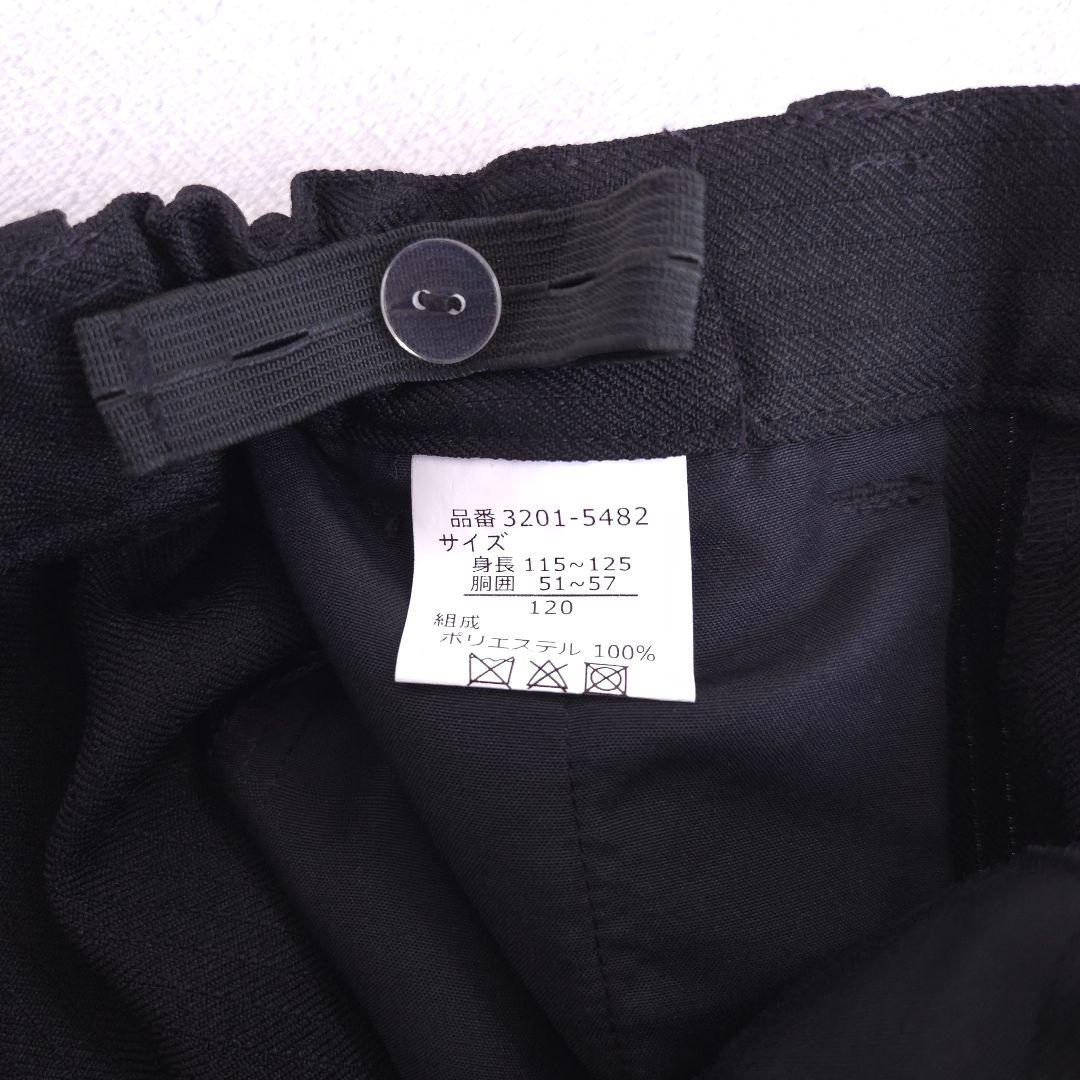 品番 3201-5482
サイズ
身長 115~125
胴囲 51~57
120
組成
ポリエステル 100%